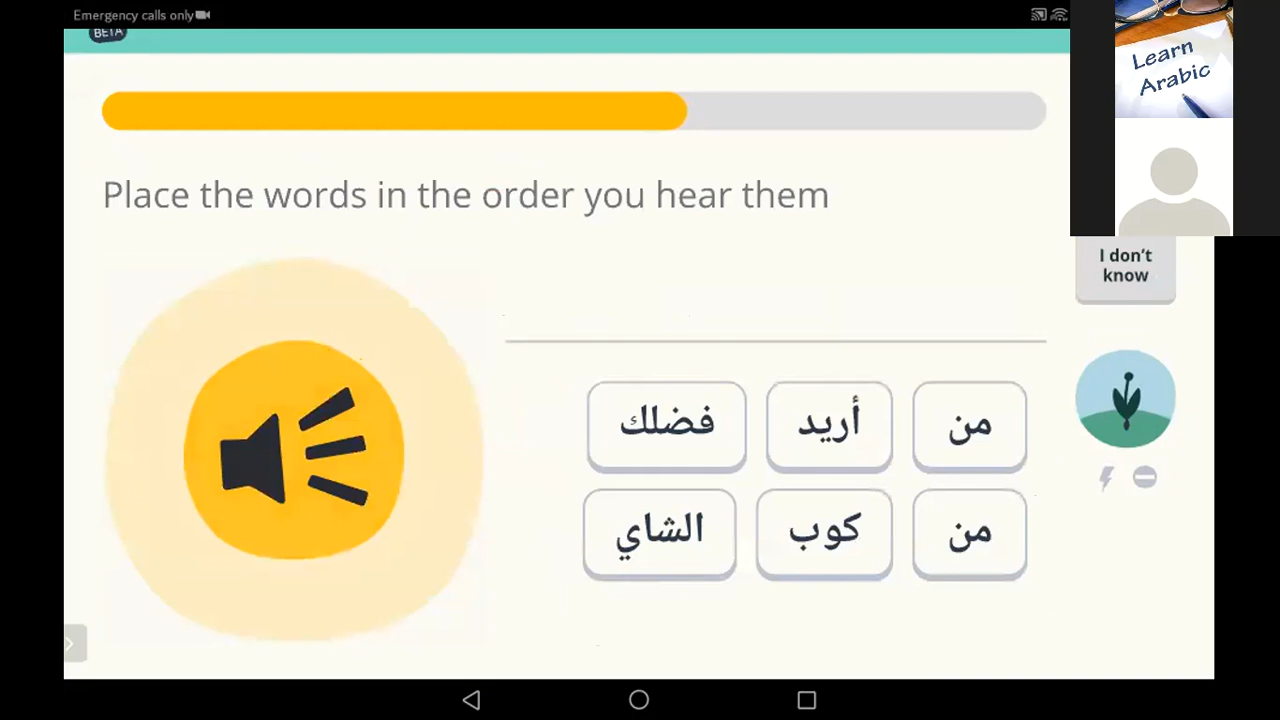 Emergency calls only
BETA
Learn
Arabic
Place the words in the order you hear them
I don't
know
من أريد فضلك
من كوب الشاي